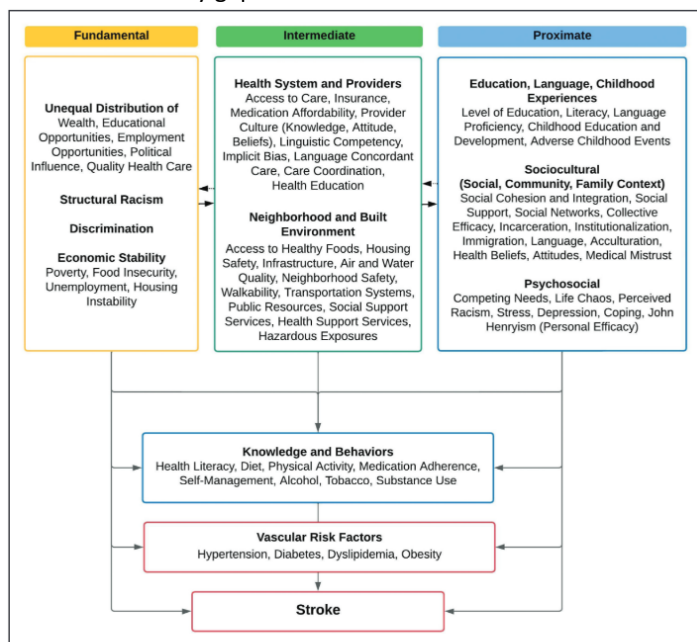 Fundamental
Intermediate
Proximate
Unequal Distribution of
Wealth, Educational
Opportunities, Employment
Opportunities, Political
Influence, Quality Health Care
Structural Racism
Discrimination
Economic Stability
Poverty, Food Insecurity,
Unemployment, Housing
Instability
Health System and Providers
Access to Care, Insurance,
Medication Affordability, Provider
Culture (Knowledge, Attitude,
Beliefs), Linguistic Competency,
Implicit Bias, Language Concordant
Care, Care Coordination,
Health Education
Neighborhood and Built
Environment
Access to Healthy Foods, Housing
Safety, Infrastructure, Air and Water
Quality, Neighborhood Safety,
Walkability, Transportation Systems,
Public Resources, Social Support
Services, Health Support Services,
Hazardous Exposures
Education, Language, Childhood
Experiences
Level of Education, Literacy, Language
Proficiency, Childhood Education and
Development, Adverse Childhood Events
Sociocultural
(Social, Community, Family Context)
Social Cohesion and Integration, Social
Support, Social Networks, Collective
Efficacy, Incarceration, Institutionalization,
Immigration, Language, Acculturation,
Health Beliefs, Attitudes, Medical Mistrust
Psychosocial
Competing Needs, Life Chaos, Perceived
Racism, Stress, Depression, Coping, John
Henryism (Personal Efficacy)
Knowledge and Behaviors
Health Literacy, Diet, Physical Activity, Medication Adherence,
Self-Management, Alcohol, Tobacco, Substance Use
Vascular Risk Factors
Hypertension, Diabetes, Dyslipidemia, Obesity
Stroke